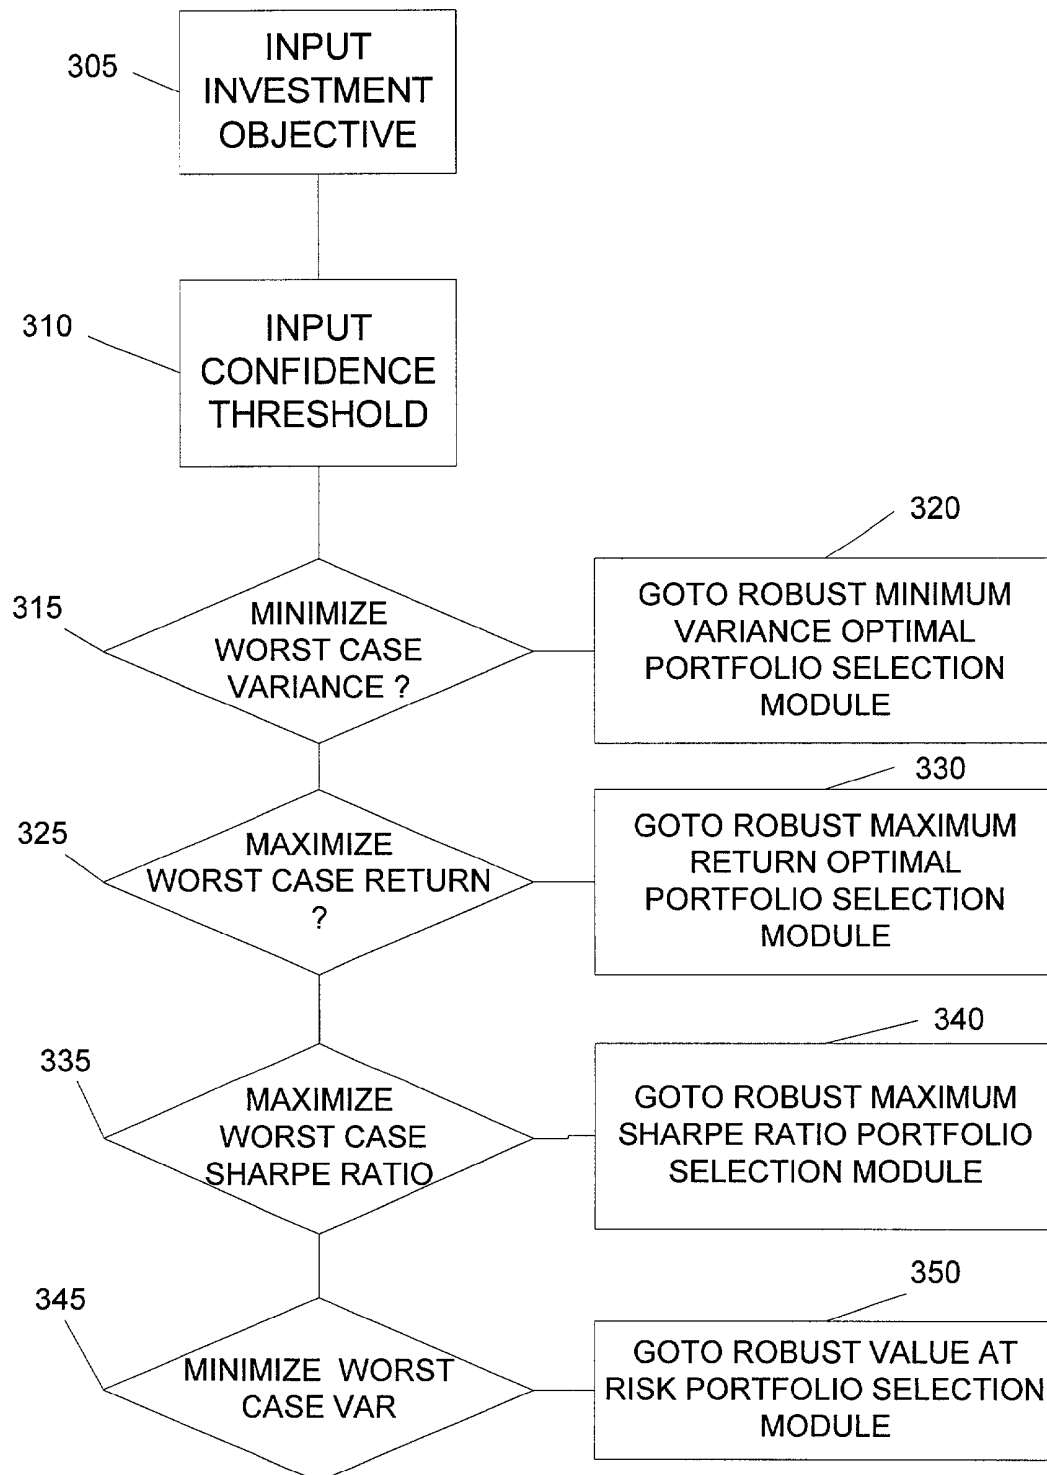 305
INPUT
INVESTMENT
OBJECTIVE
310
INPUT
CONFIDENCE
THRESHOLD
315
MINIMIZE
WORST CASE
VARIANCE ?
320
GOTO ROBUST MINIMUM
VARIANCE OPTIMAL
PORTFOLIO SELECTION
MODULE
325
MAXIMIZE
WORST CASE RETURN
?
330
GOTO ROBUST MAXIMUM
RETURN OPTIMAL
PORTFOLIO SELECTION
MODULE
335
MAXIMIZE
WORST CASE
SHARPE RATIO
340
GOTO ROBUST MAXIMUM
SHARPE RATIO PORTFOLIO
SELECTION MODULE
345
MINIMIZE WORST
CASE VAR
350
GOTO ROBUST VALUE AT
RISK PORTFOLIO SELECTION
MODULE